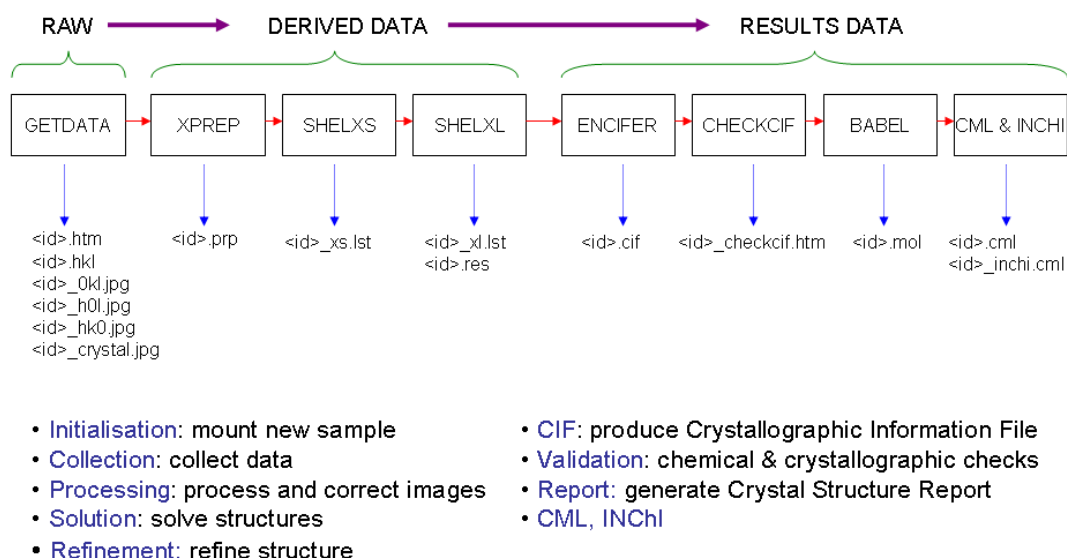 RAW DERIVED DATA RESULTS DATA
GETDATA XPREP SHELXS SHELXL ENCIFER CHECKCIF BABEL CML & INCHI
<id>.htm <id>.prp <id>_xs.lst <id>_xl.lst <id>.cif <id>_checkcif.htm <id>.mol <id>.cml
<id>.hkl <id>.res <id>_inchi.cml
<id>_0kl.jpg
<id>_h0l.jpg
<id>_hk0.jpg
<id>_crystal.jpg
• Initialisation: mount new sample
• Collection: collect data
• Processing: process and correct images
• Solution: solve structures
• Refinement: refine structure
• CIF: produce Crystallographic Information File
• Validation: chemical & crystallographic checks
• Report: generate Crystal Structure Report
• CML, INChI